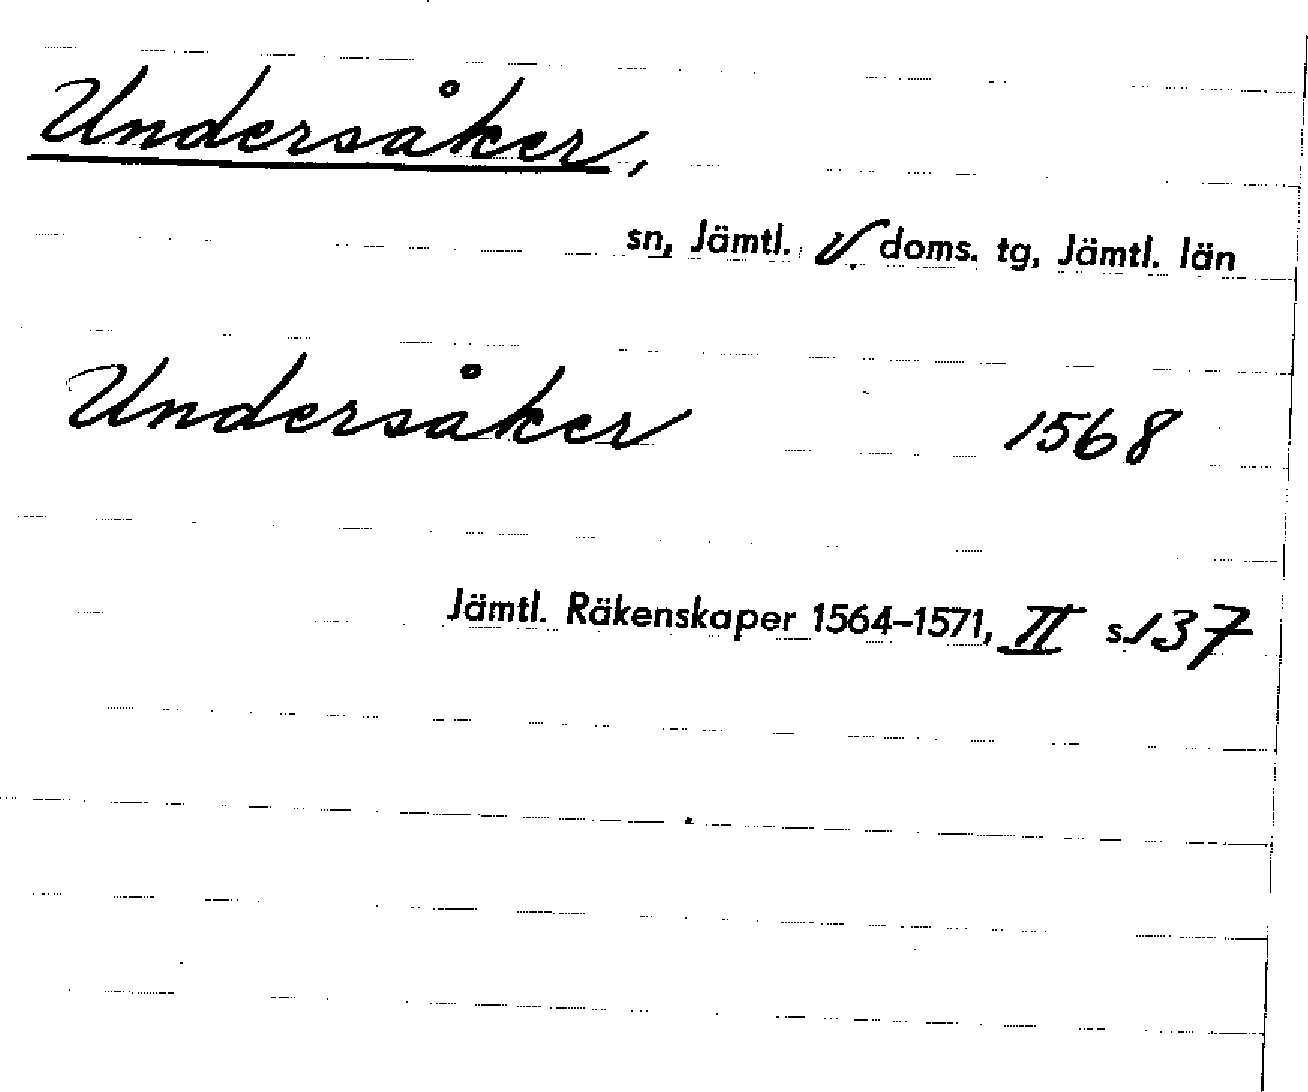 Undersåker,
sn, Jämtl. v. doms. tg, Jämtl. län
Undersåker 1568
Jämtl. Räkenskaper 1564–1571, II s. 137